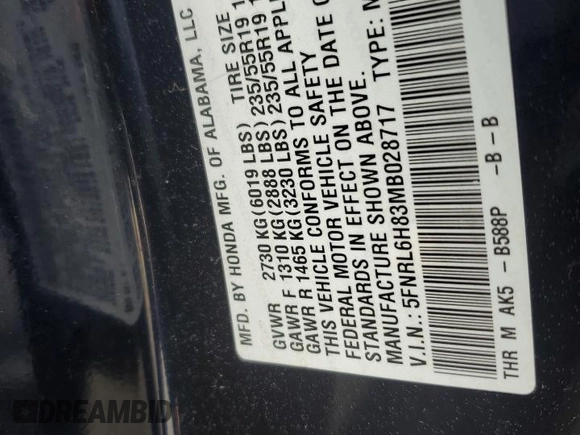 MFD. BY HONDA MFG. OF ALABAMA, LLC
TIRE SIZE
GVWR 2730 KG(6019 LBS)
GAWR F 1310 KG(2888 LBS) 235/55R19
GAWR R 1465 KG(3230 LBS) 235/55R19
THIS VEHICLE CONFORMS TO ALL APPLI
FEDERAL MOTOR VEHICLE SAFETY
STANDARDS IN EFFECT ON THE DATE O
MANUFACTURE SHOWN ABOVE.
V.I.N.: 5FNRL6H83MB028717 TYPE: M
THR M AK5 - B588P -B-B
DREAMBID